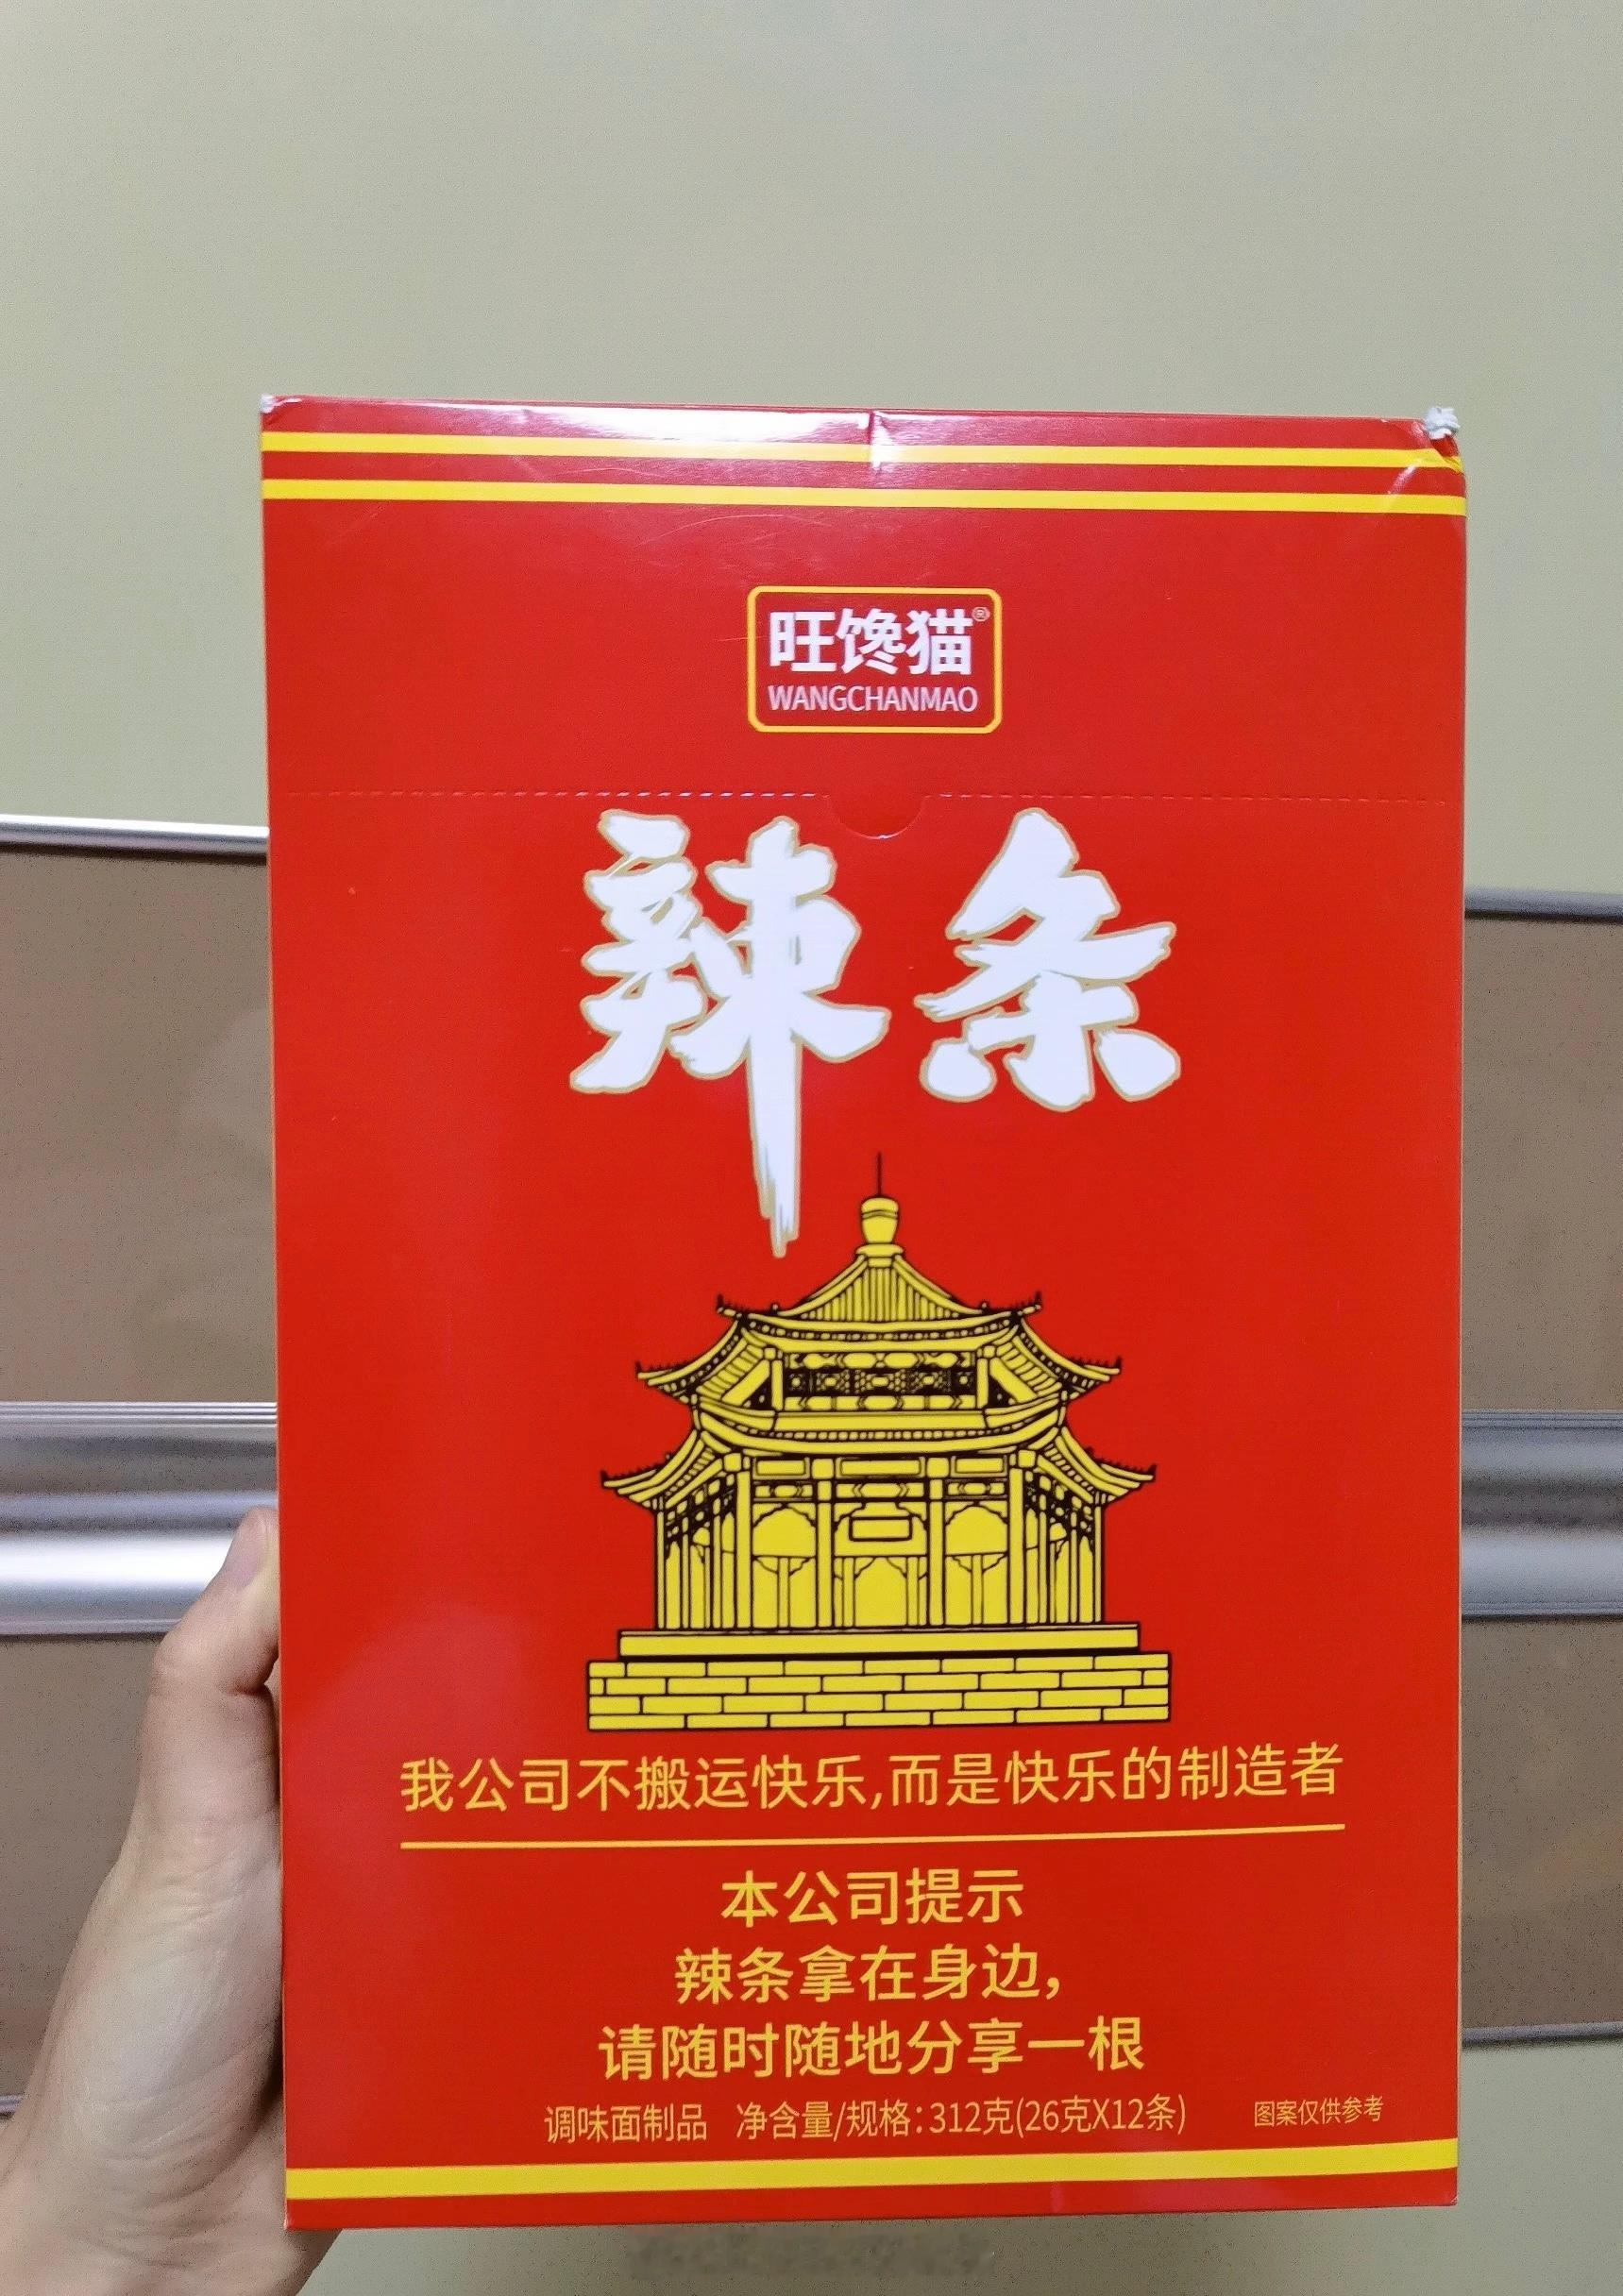 旺馋猫®
WANGCHANMAO
辣条
我公司不搬运快乐,而是快乐的制造者
本公司提示
辣条拿在身边，
请随时随地分享一根
调味面制品 净含量/规格：312克(26克X12条) 图案仅供参考